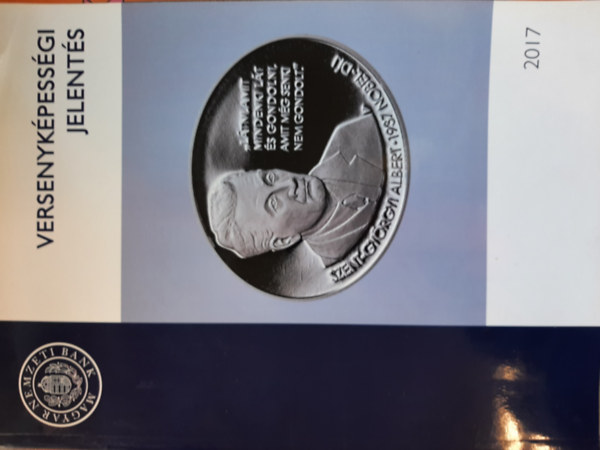 VERSENYKÉPESSÉGI
JELENTÉS
„LÁTNI, AMIT
MINDENKI LÁT
ÉS GONDOLNI,
AMIT MÉG SENKI
NEM GONDOLT.”
SZENT-GYÖRGYI ALBERT • 1937 NOBEL-DÍJ
2017
MAGYAR NEMZETI BANK